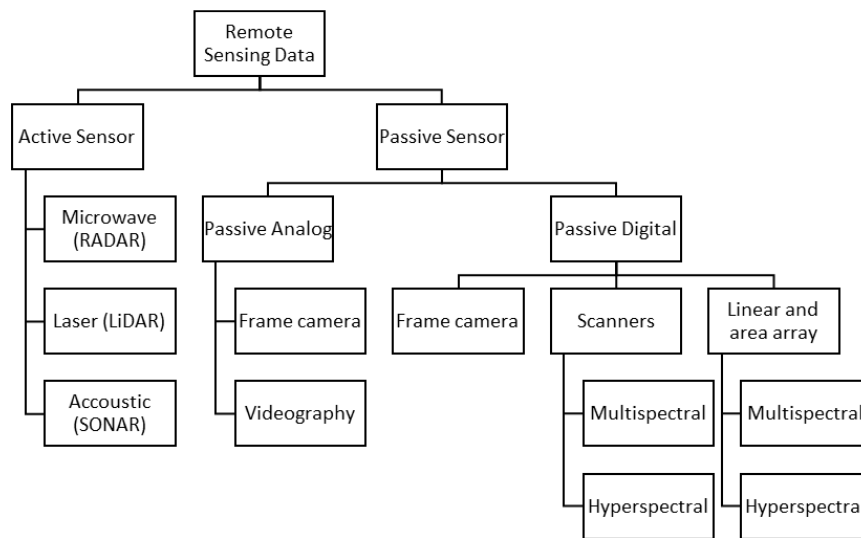 Remote
Sensing Data
Active Sensor
Passive Sensor
Microwave
(RADAR)
Laser (LiDAR)
Accoustic
(SONAR)
Passive Analog
Passive Digital
Frame camera
Videography
Frame camera
Scanners
Linear and
area array
Multispectral
Hyperspectral
Multispectral
Hyperspectral